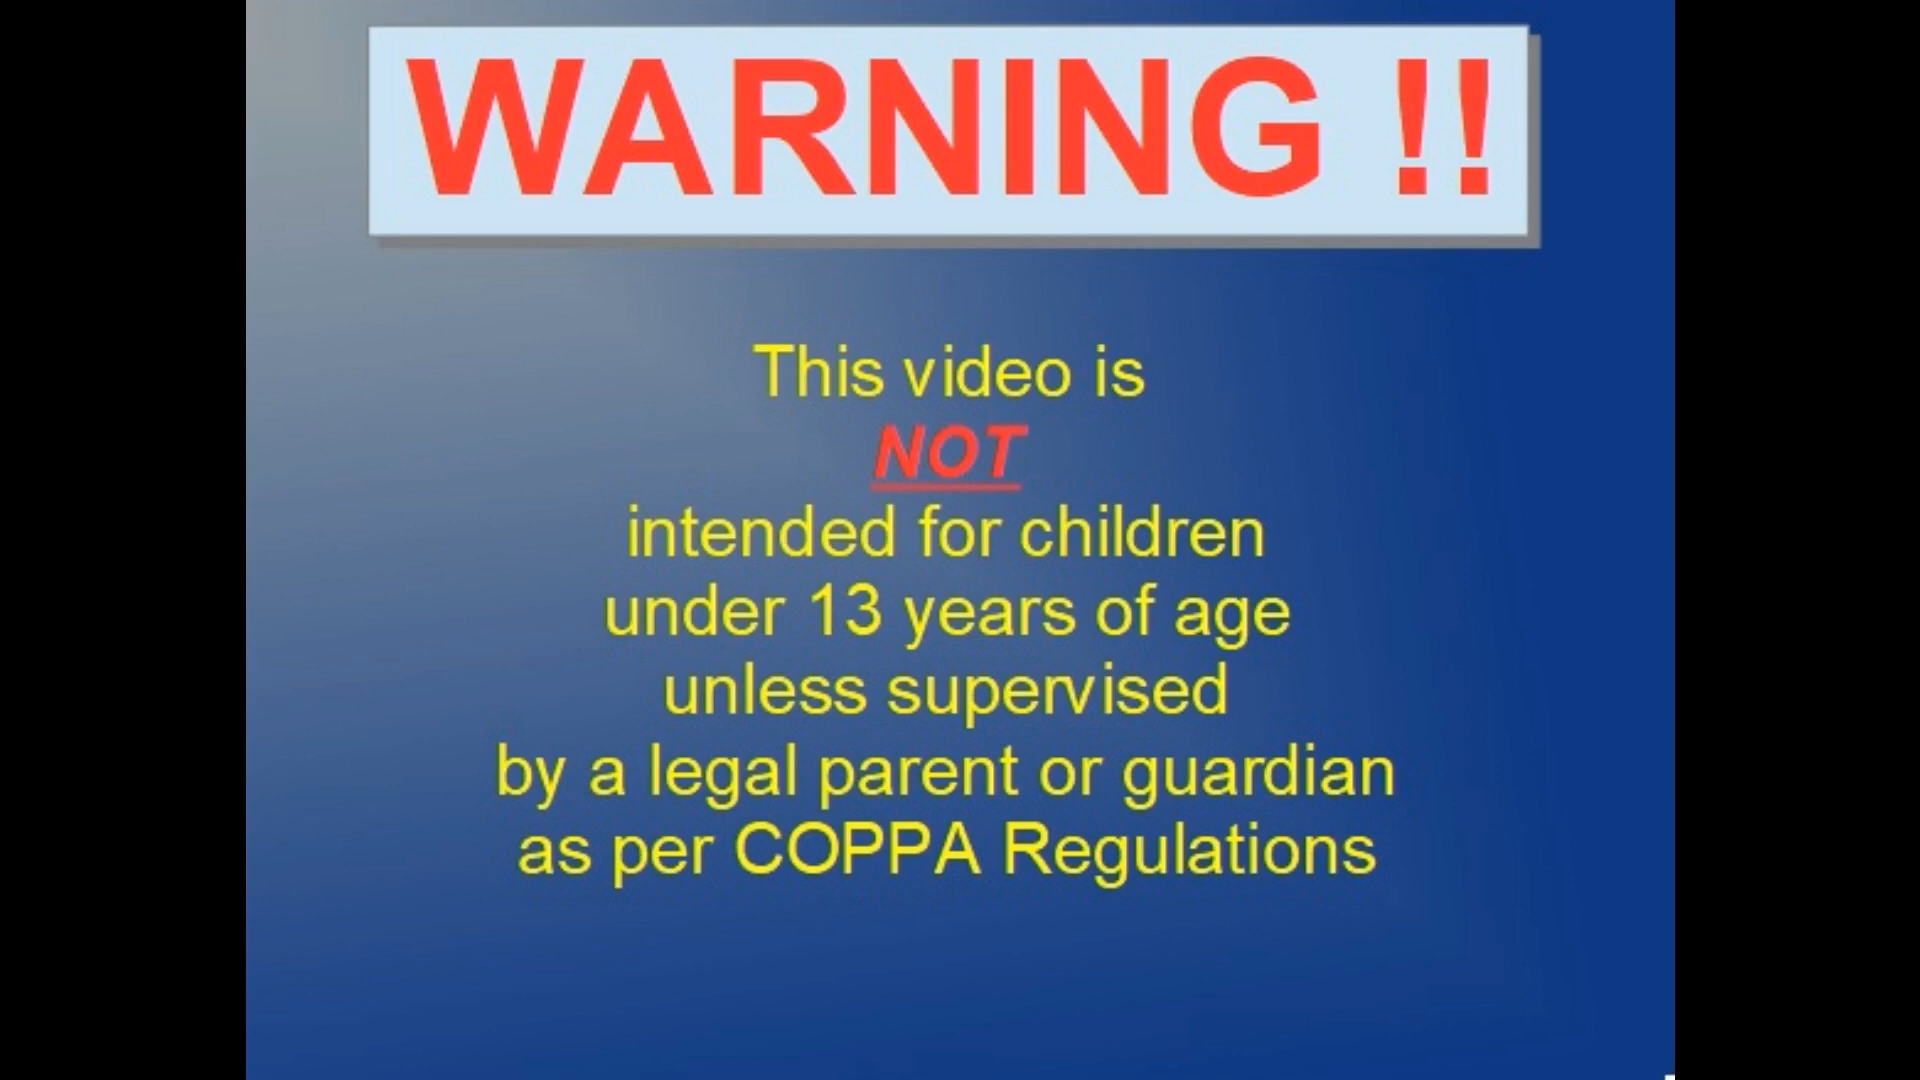 WARNING !!
This video is
NOT
intended for children
under 13 years of age
unless supervised
by a legal parent or guardian
as per COPPA Regulations